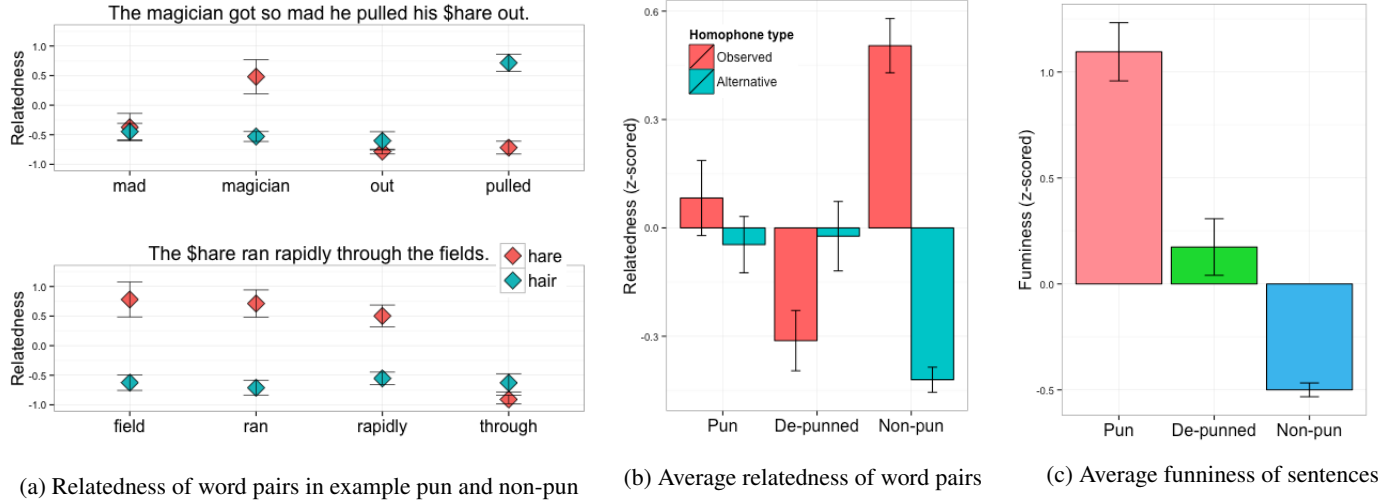 The magician got so mad he pulled his $hare out.
Relatedness
1.0
0.5
0.0
-0.5
-1.0
mad magician out pulled
The $hare ran rapidly through the fields.
hare
hair
Relatedness
1.0
0.5
0.0
-0.5
-1.0
field ran rapidly through
(a) Relatedness of word pairs in example pun and non-pun
Relatedness (z-scored)
0.6
0.3
0.0
-0.3
Homophone type
Observed
Alternative
Pun De-punned Non-pun
(b) Average relatedness of word pairs
Funniness (z-scored)
1.0
0.5
0.0
-0.5
Pun De-punned Non-pun
(c) Average funniness of sentences